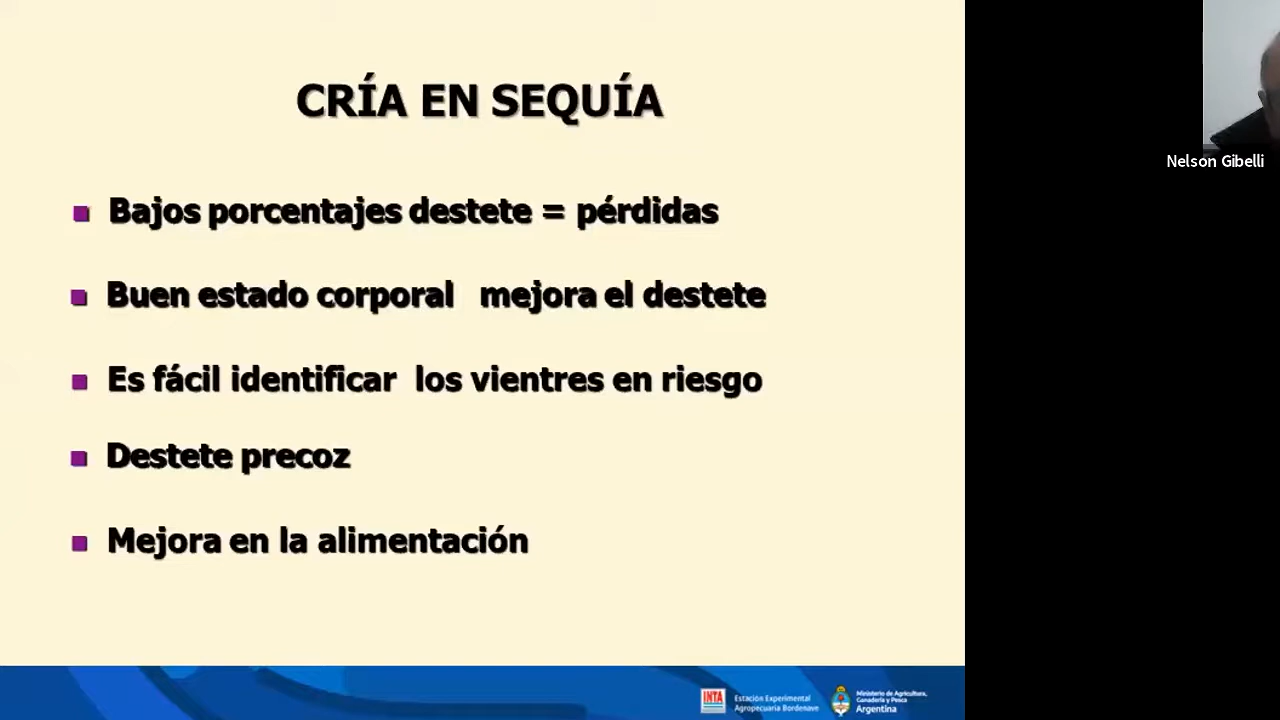 CRÍA EN SEQUÍA
Bajos porcentajes destete = pérdidas
Buen estado corporal mejora el destete
Es fácil identificar los vientres en riesgo
Destete precoz
Mejora en la alimentación
Nelson Gibelli
INTA
Estación Experimental
Agropecuaria Bordenave
Ministerio de Agricultura,
Ganadería y Pesca
Argentina